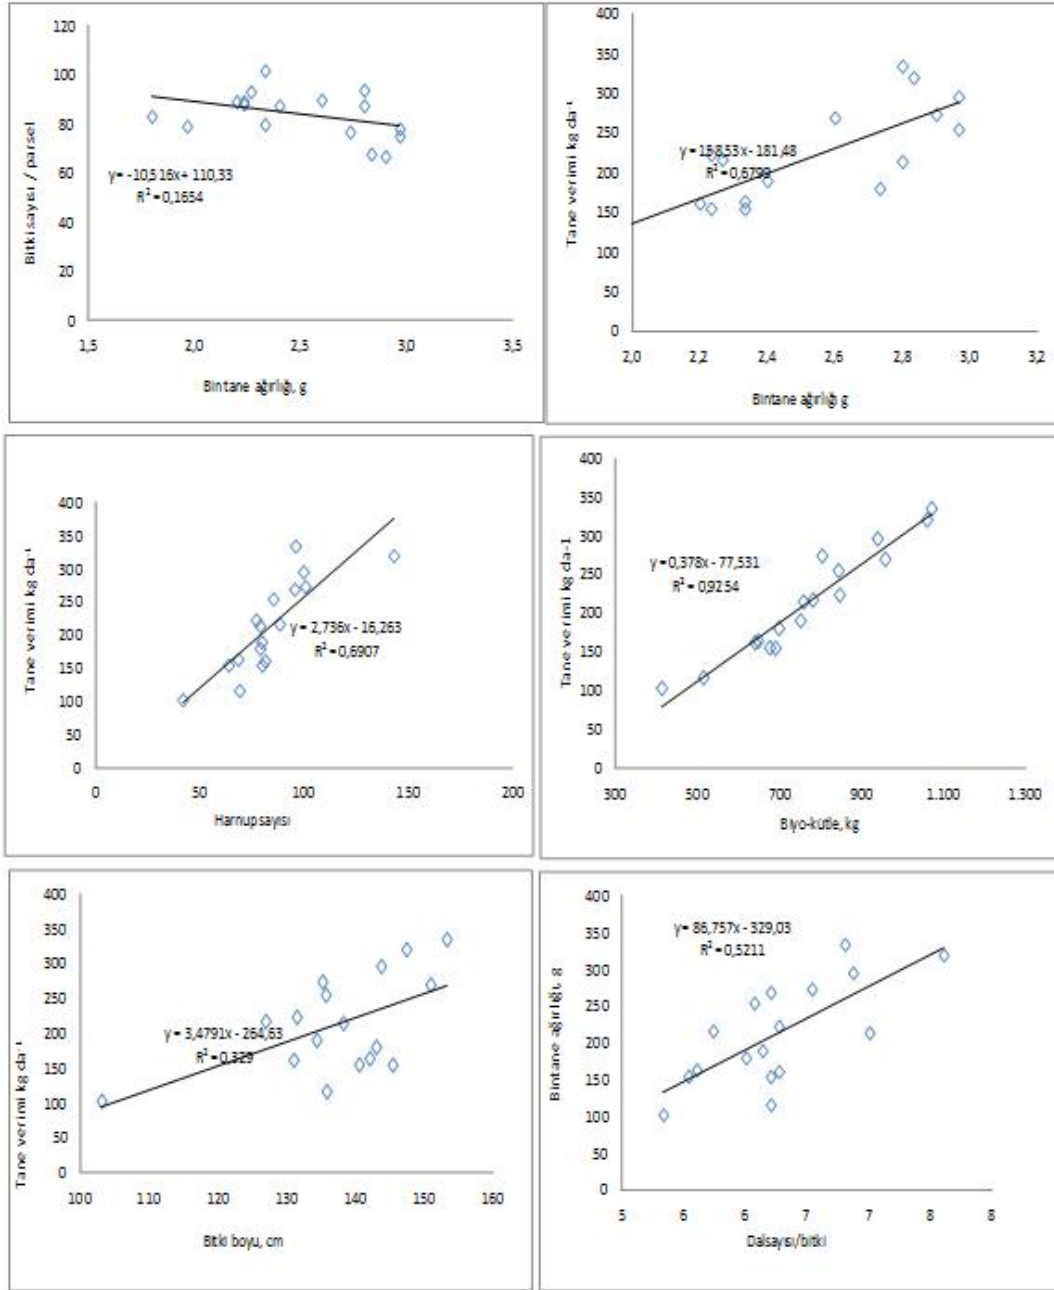 120
100
80
60
40
20
0
Bitki sayısı / parsel
y= -10,516x+ 110,33
R² = 0,1654
1,5 2,0 2,5 3,0 3,5
Bintane ağırlığı, g
400
350
300
250
200
150
100
50
0
Tane verimi kg da⁻¹
R² = 0,6799
2,0 2,2 2,4 2,6 2,8 3,0 3,2
Bintane ağırlığı g
400
350
300
250
200
150
100
50
0
Tane verimi kg da⁻¹
y = 2,736x - 16,263
R² = 0,6907
0 50 100 150 200
Harnup sayısı
400
350
300
250
200
150
100
50
0
Tane verimi kg da-1
y = 0,378x - 77,531
R² = 0,9254
300 500 700 900 1.100 1.300
Biyo-kütle, kg
400
350
300
250
200
150
100
50
0
Tane verimi kg da⁻¹
y = 3,4791x - 264,63
R² = 0,329
100 110 120 130 140 150 160
Bitki boyu, cm
400
350
300
250
200
150
100
50
0
Bintane ağırlığı, g
y = 86,757x - 329,03
R² = 0,5211
5 6 6 7 7 8 8
Dalsayısı/bitki